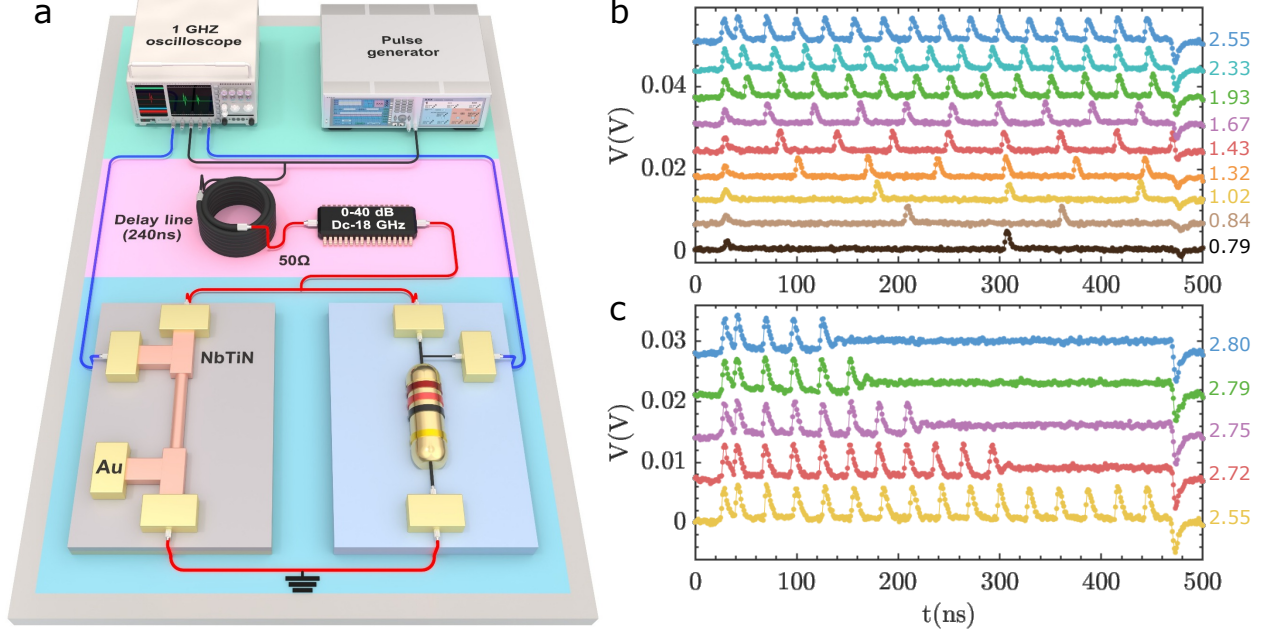 a
1 GHZ
oscilloscope
Pulse
generator
Delay line
(240ns)
0-40 dB
Dc-18 GHz
50Ω
NbTiN
Au
b
V(V)
0.04
0.02
0
2.55
2.33
1.93
1.67
1.43
1.32
1.02
0.84
0.79
0 100 200 300 400 500
c
V(V)
0.03
0.02
0.01
0
2.80
2.79
2.75
2.72
2.55
0 100 200 300 400 500
t(ns)